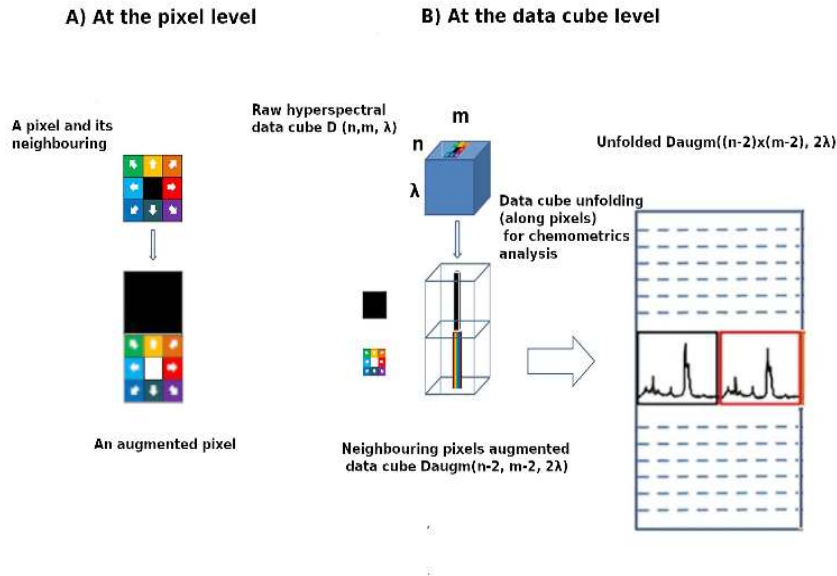 A) At the pixel level
B) At the data cube level
A pixel and its
neighbouring
An augmented pixel
Raw hyperspectral
data cube D (n,m, λ)
m
n
λ
Data cube unfolding
(along pixels)
for chemometrics
analysis
Neighbouring pixels augmented
data cube Daugm(n-2, m-2, 2λ)
Unfolded Daugm((n-2)x(m-2), 2λ)